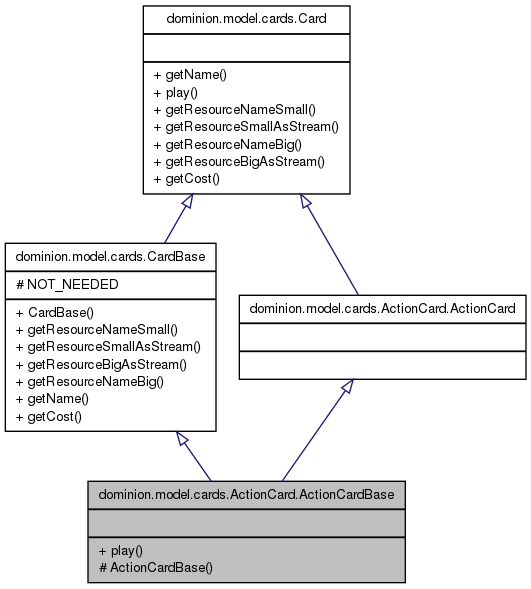 dominion.model.cards.Card
+ getName()
+ play()
+ getResourceNameSmall()
+ getResourceSmallAsStream()
+ getResourceNameBig()
+ getResourceBigAsStream()
+ getCost()
dominion.model.cards.CardBase
# NOT_NEEDED
+ CardBase()
+ getResourceNameSmall()
+ getResourceSmallAsStream()
+ getResourceBigAsStream()
+ getResourceNameBig()
+ getName()
+ getCost()
dominion.model.cards.ActionCard.ActionCard
dominion.model.cards.ActionCard.ActionCardBase
+ play()
# ActionCardBase()